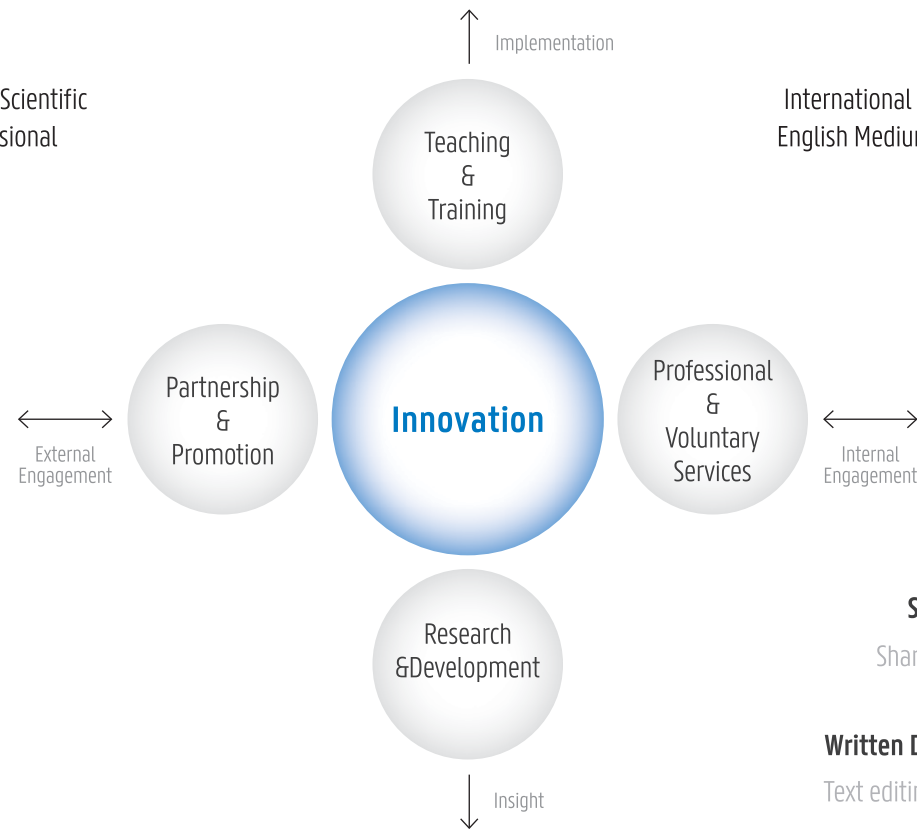 Implementation
Scientific
sional
International
English Mediu
Teaching
&
Training
Partnership
&
Promotion
Innovation
Professional
&
Voluntary
Services
External
Engagement
Internal
Engagement
Research
&Development
S
Shar
Written D
Text editin
Insight